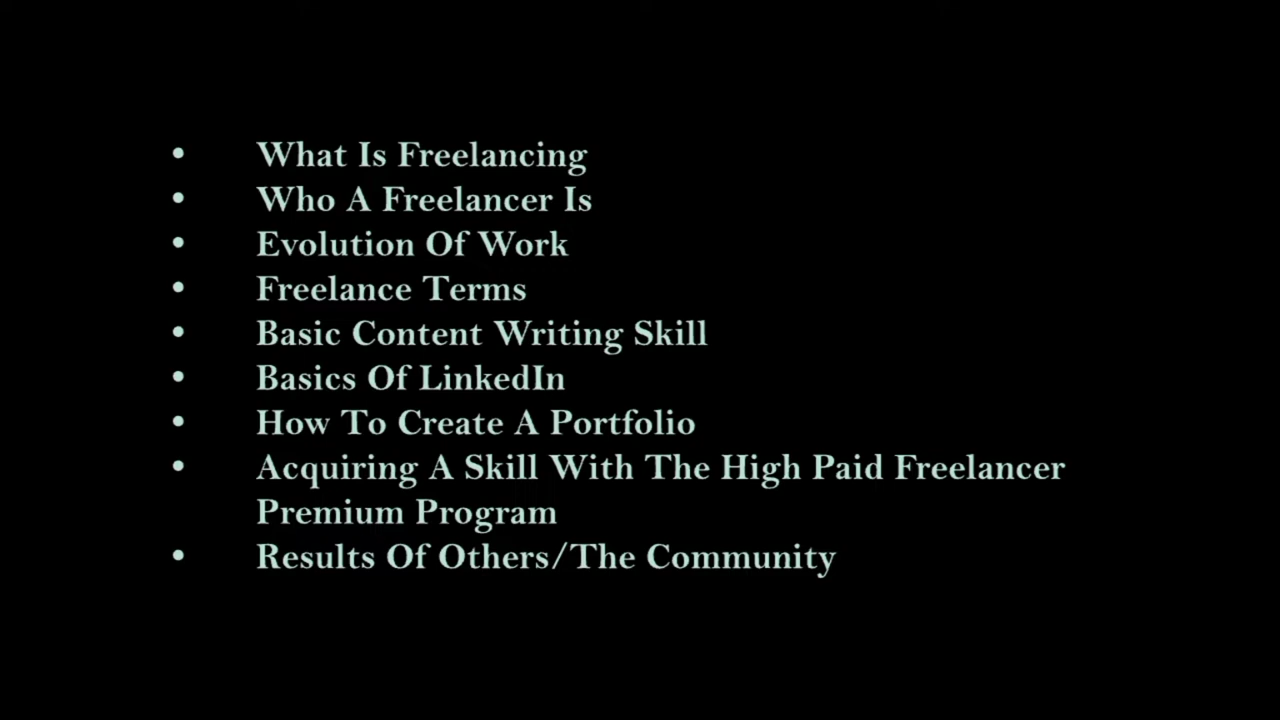 • What Is Freelancing
• Who A Freelancer Is
• Evolution Of Work
• Freelance Terms
• Basic Content Writing Skill
• Basics Of LinkedIn
• How To Create A Portfolio
• Acquiring A Skill With The High Paid Freelancer
Premium Program
• Results Of Others/The Community